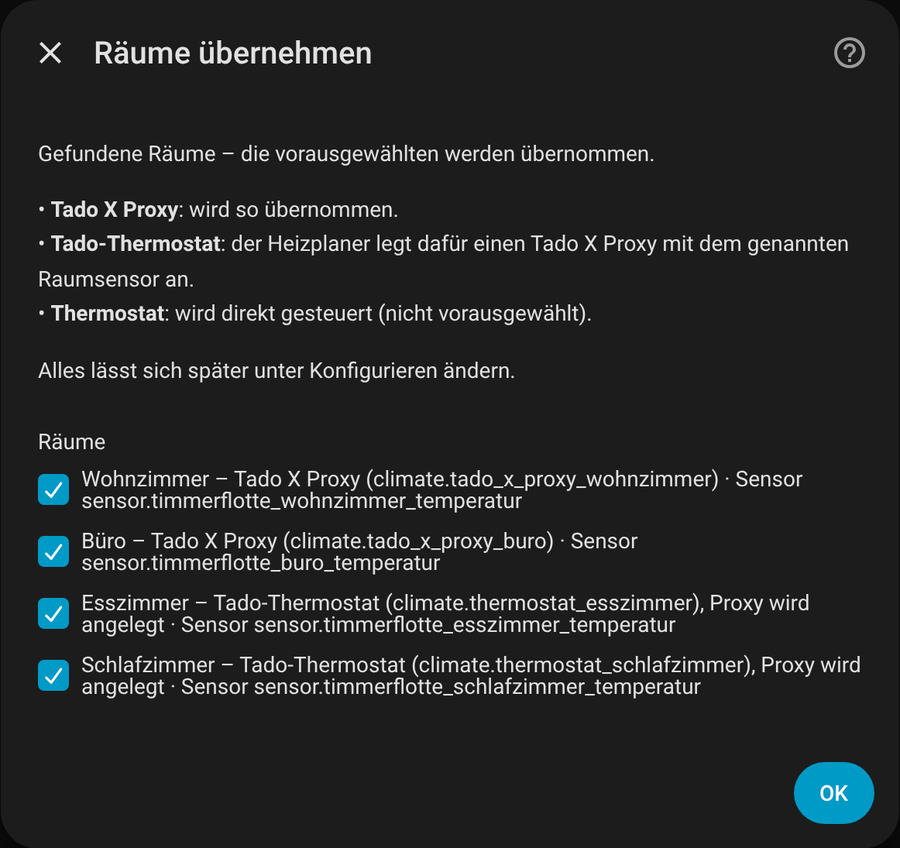 Räume übernehmen
Gefundene Räume – die vorausgewählten werden übernommen.
• Tado X Proxy: wird so übernommen.
• Tado-Thermostat: der Heizplaner legt dafür einen Tado X Proxy mit dem genannten
Raumsensor an.
• Thermostat: wird direkt gesteuert (nicht vorausgewählt).
Alles lässt sich später unter Konfigurieren ändern.
Räume
Wohnzimmer – Tado X Proxy (climate.tado_x_proxy_wohnzimmer) · Sensor
sensor.timmerflotte_wohnzimmer_temperatur
Büro – Tado X Proxy (climate.tado_x_proxy_buro) · Sensor
sensor.timmerflotte_buro_temperatur
Esszimmer – Tado-Thermostat (climate.thermostat_esszimmer), Proxy wird
angelegt · Sensor sensor.timmerflotte_esszimmer_temperatur
Schlafzimmer – Tado-Thermostat (climate.thermostat_schlafzimmer), Proxy wird
angelegt · Sensor sensor.timmerflotte_schlafzimmer_temperatur
OK